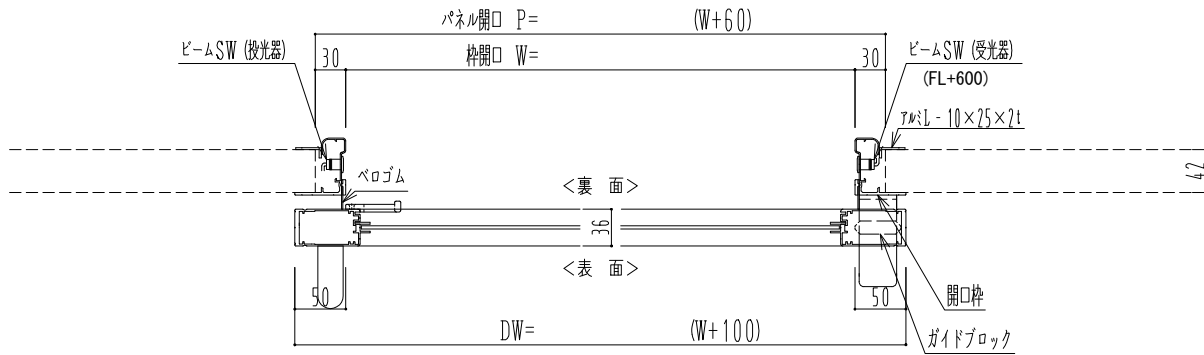 パネル開口 P= (W+60)
ビームSW (投光器)
30
枠開口 W=
30
ビームSW (受光器)
(FL+600)
アルミL - 10×25×2t
42
ベロゴム
<裏 面>
36
<表 面>
50
50
開口枠
DW= (W+100)
ガイドブロック